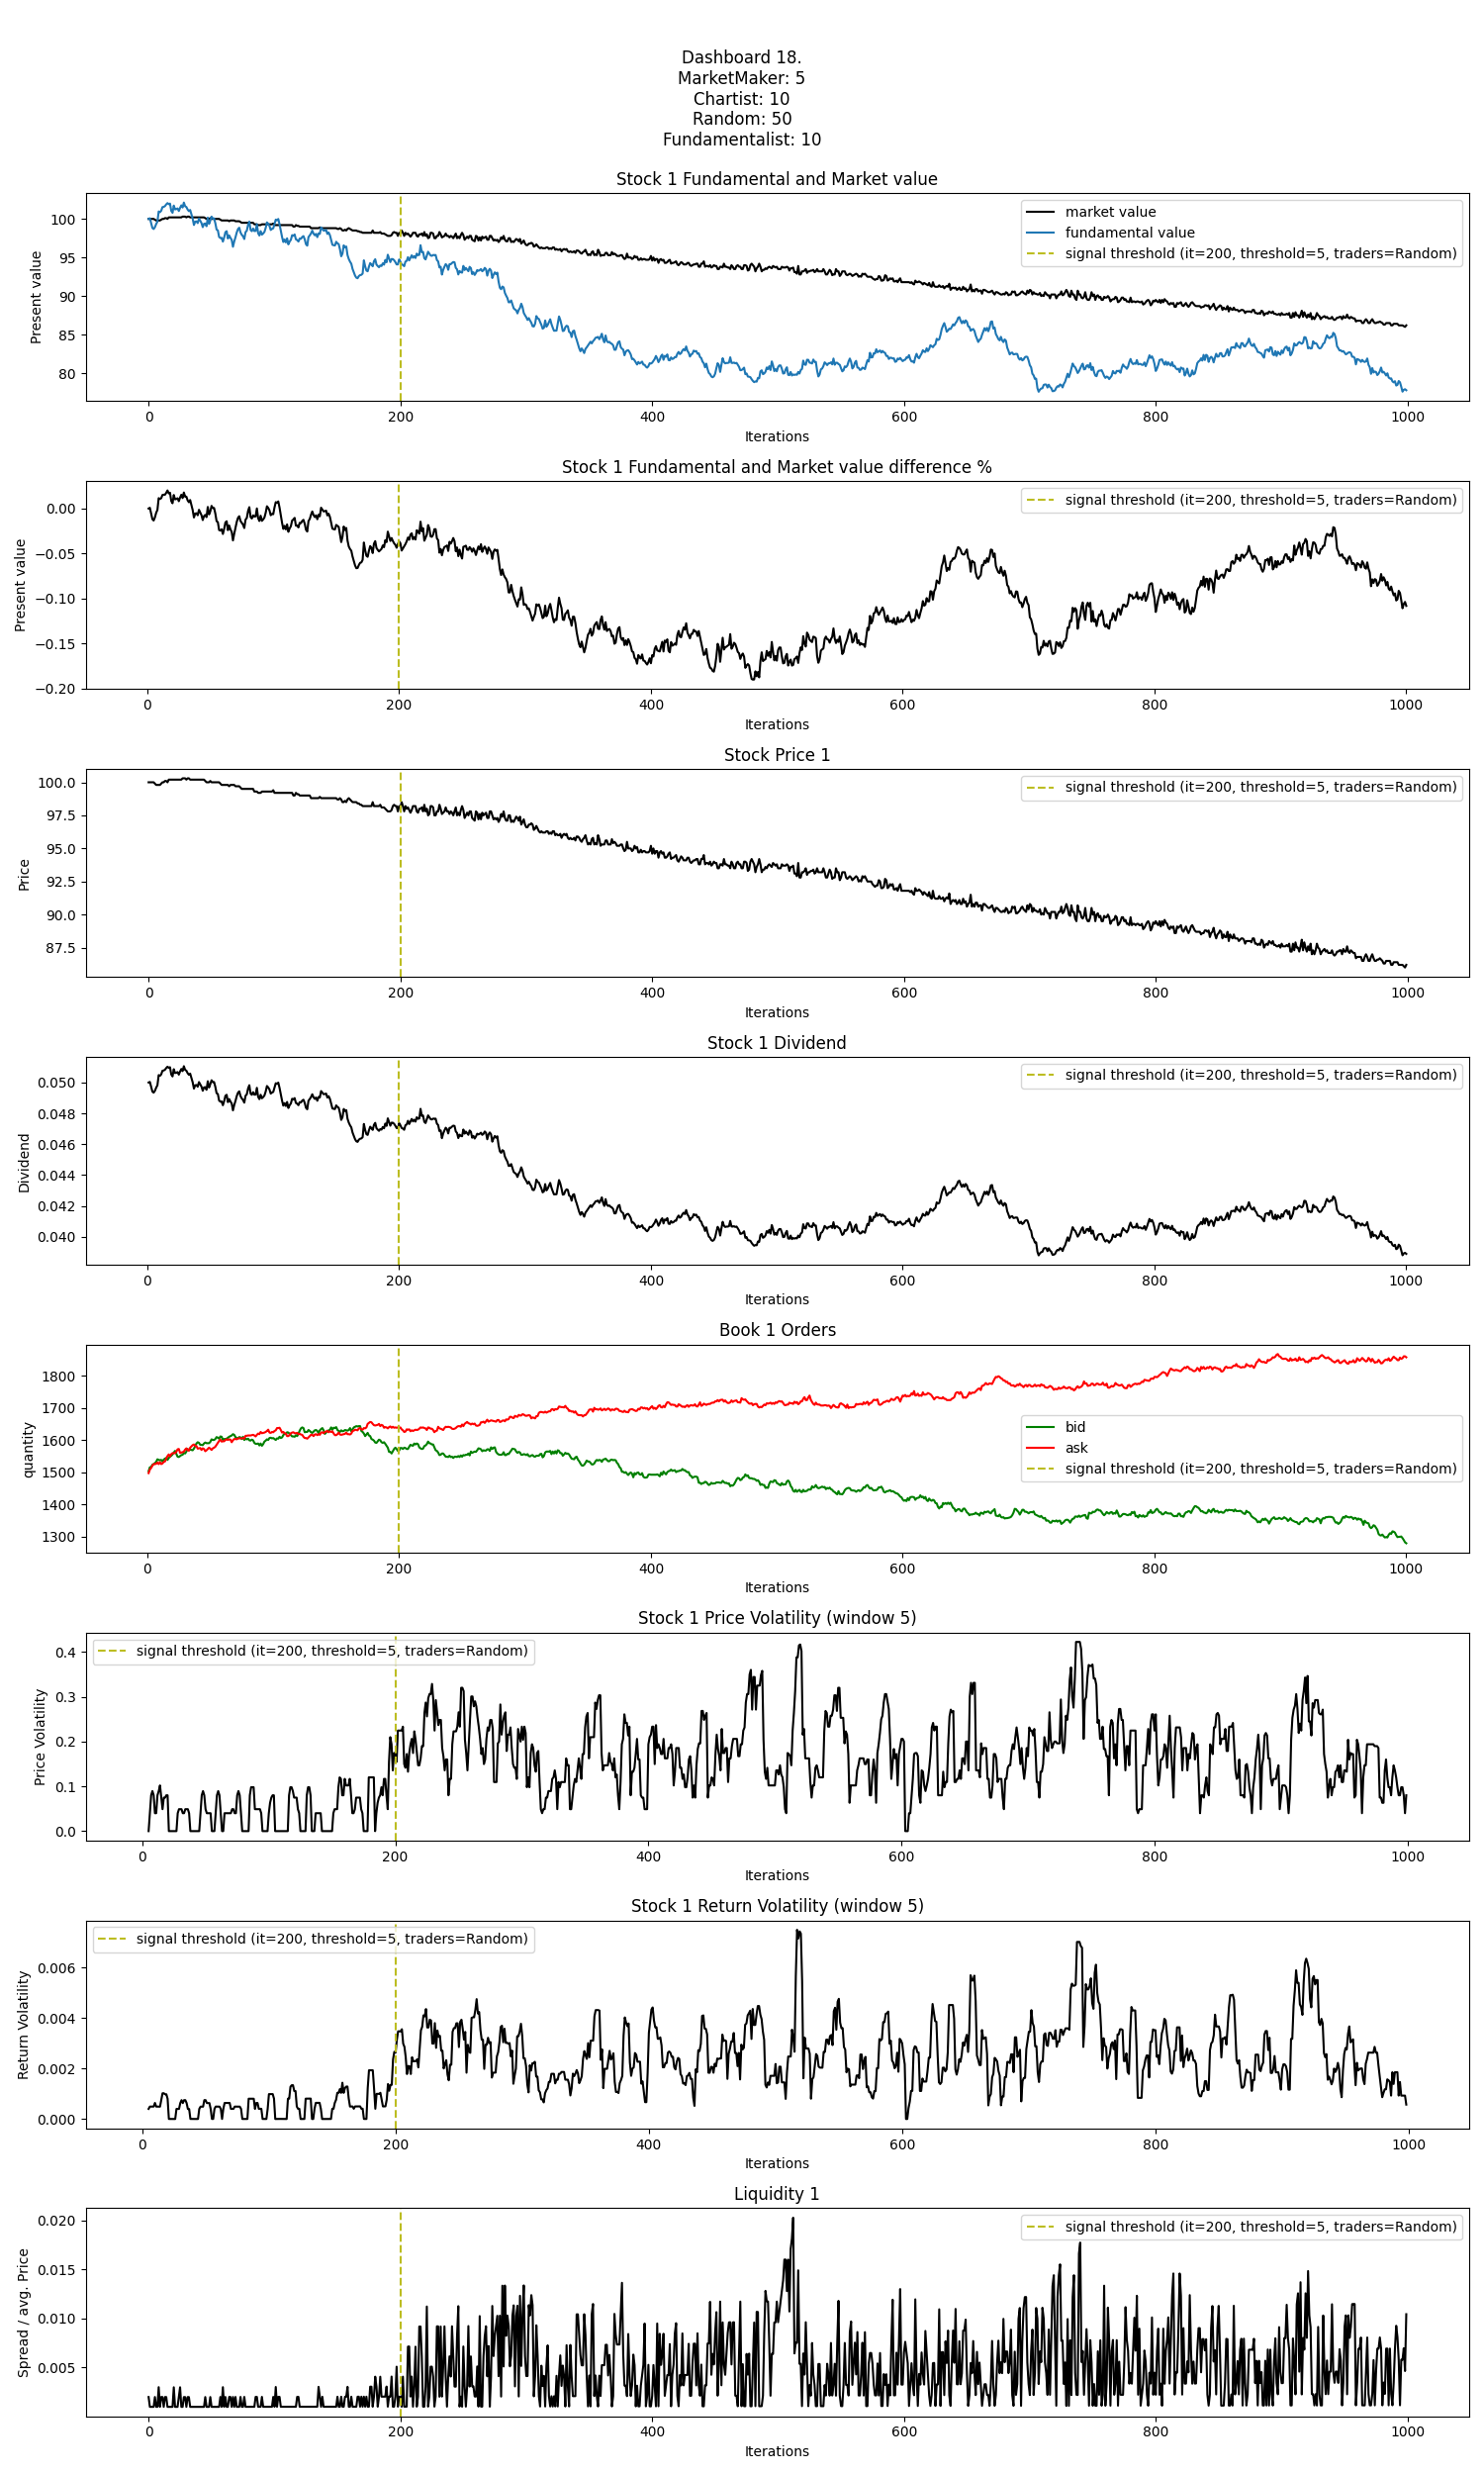 Dashboard 18.
MarketMaker: 5
Chartist: 10
Random: 50
Fundamentalist: 10
Stock 1 Fundamental and Market value
market value
fundamental value
signal threshold (it=200, threshold=5, traders=Random)
Present value
100
95
90
85
80
0 200 400 600 800 1000
Iterations
Stock 1 Fundamental and Market value difference %
signal threshold (it=200, threshold=5, traders=Random)
Present value
0.00
−0.05
−0.10
−0.15
−0.20
0 200 400 600 800 1000
Iterations
Stock Price 1
signal threshold (it=200, threshold=5, traders=Random)
Price
100.0
97.5
95.0
92.5
90.0
87.5
0 200 400 600 800 1000
Iterations
Stock 1 Dividend
signal threshold (it=200, threshold=5, traders=Random)
Dividend
0.050
0.048
0.046
0.044
0.042
0.040
0 200 400 600 800 1000
Iterations
Book 1 Orders
bid
ask
signal threshold (it=200, threshold=5, traders=Random)
quantity
1800
1700
1600
1500
1400
1300
0 200 400 600 800 1000
Iterations
Stock 1 Price Volatility (window 5)
signal threshold (it=200, threshold=5, traders=Random)
Price Volatility
0.4
0.3
0.2
0.1
0.0
0 200 400 600 800 1000
Iterations
Stock 1 Return Volatility (window 5)
signal threshold (it=200, threshold=5, traders=Random)
Return Volatility
0.006
0.004
0.002
0.000
0 200 400 600 800 1000
Iterations
Liquidity 1
signal threshold (it=200, threshold=5, traders=Random)
Spread / avg. Price
0.020
0.015
0.010
0.005
0 200 400 600 800 1000
Iterations